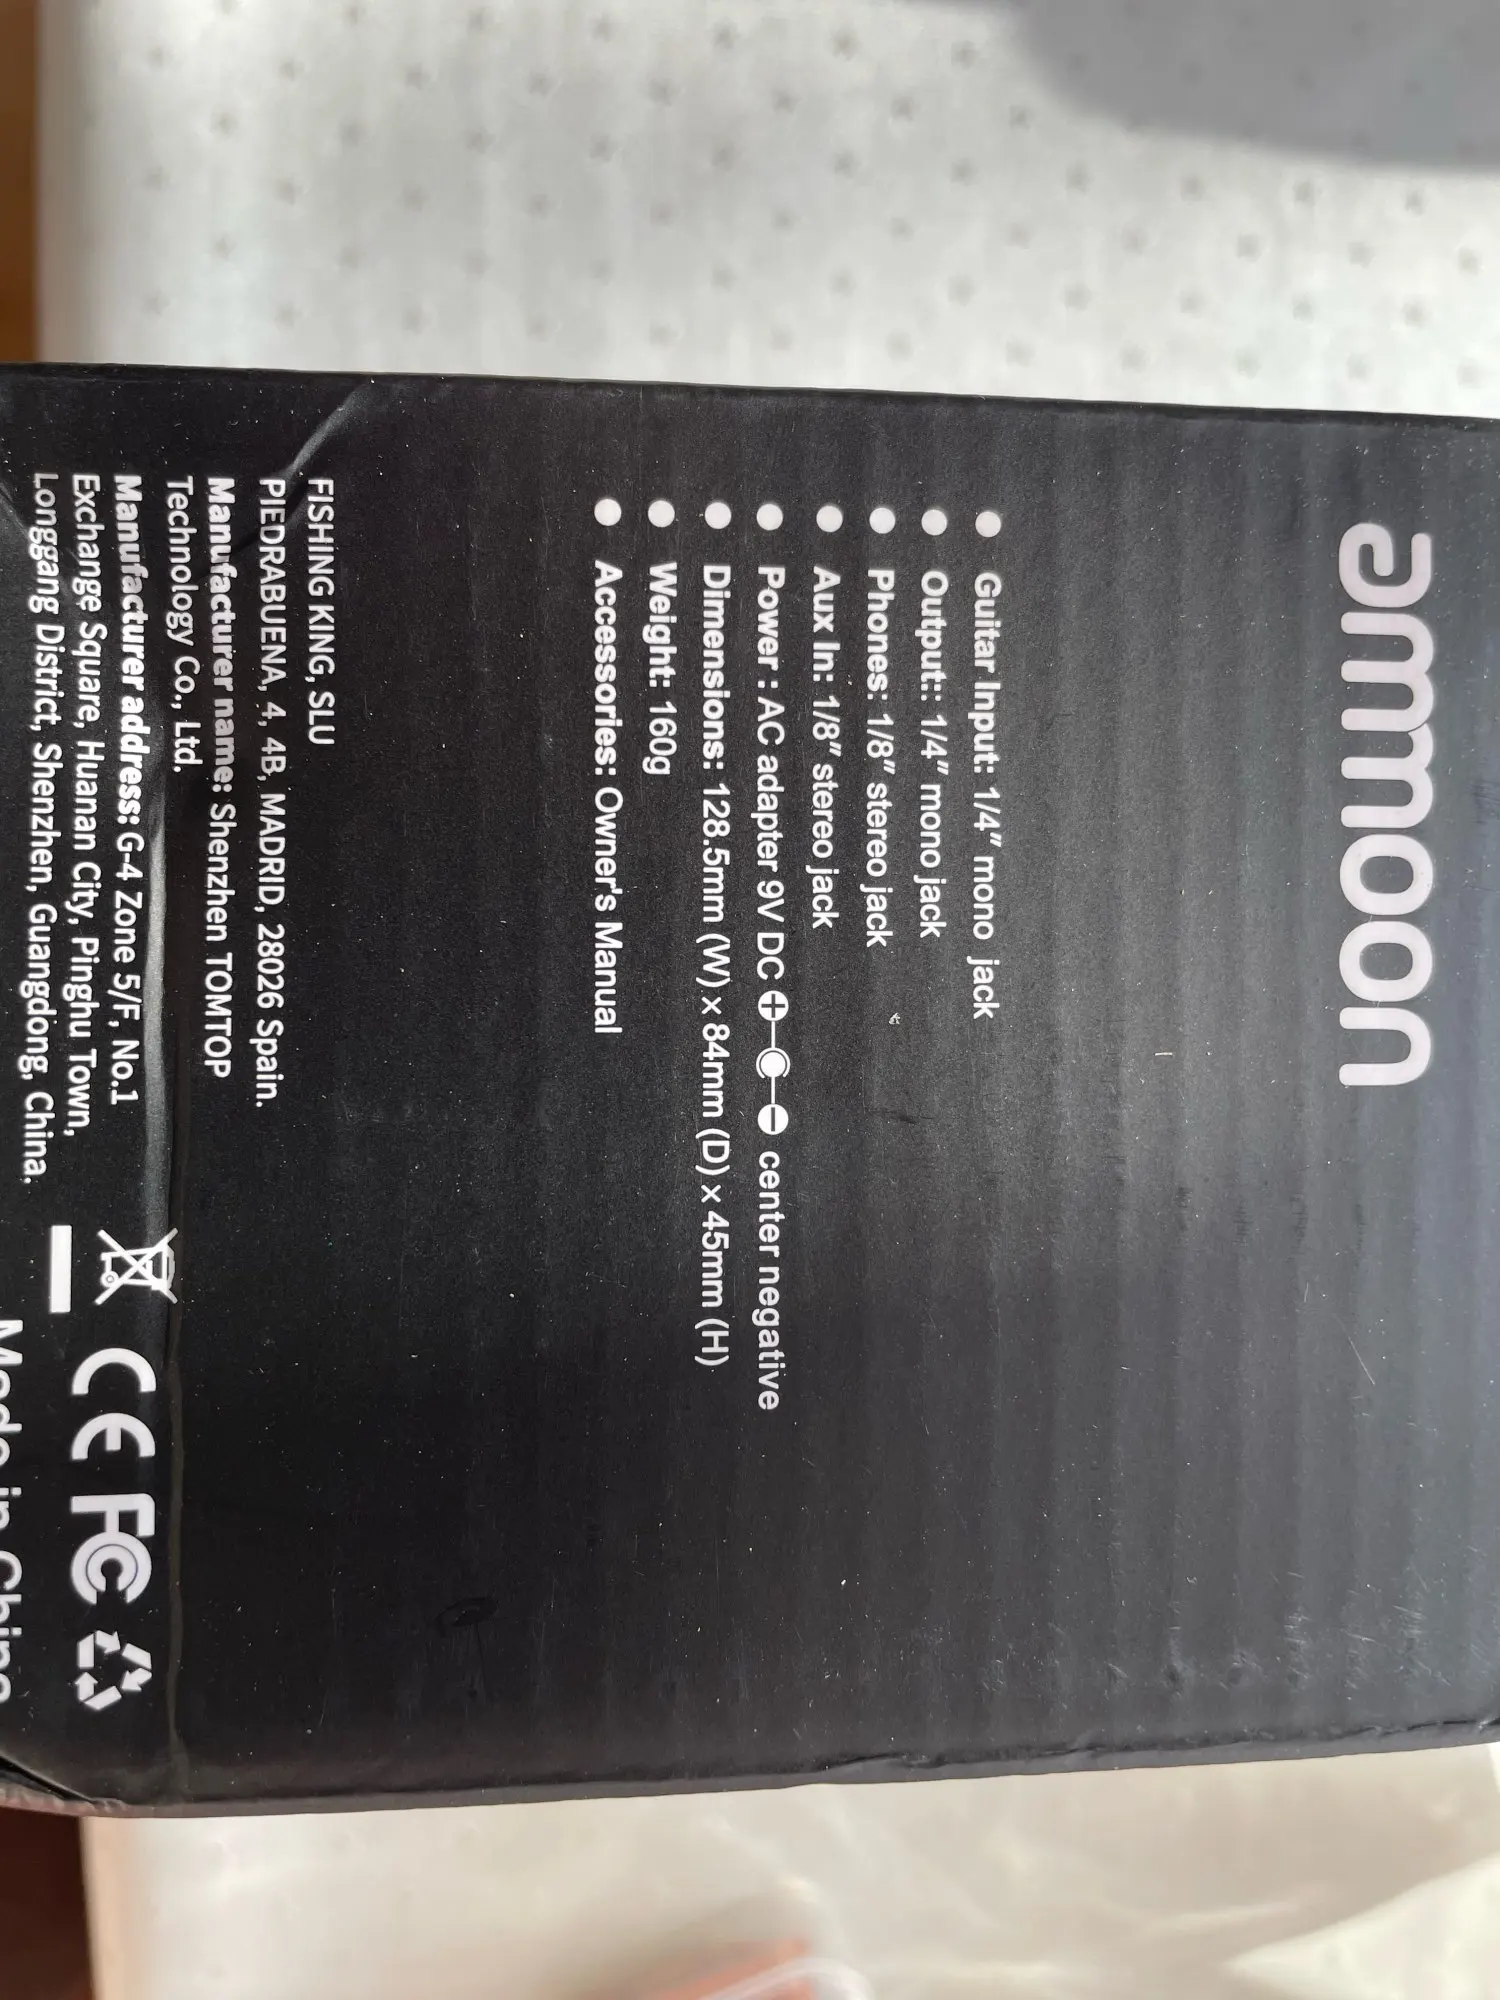 ammoon
● Guitar Input: 1/4" mono jack
● Output:: 1/4" mono jack
● Phones: 1/8" stereo jack
● Aux In: 1/8" stereo jack
● Power : AC adapter 9V DC center negative
● Dimensions: 128.5mm (W) x 84mm (D) x 45mm (H)
● Weight: 160g
● Accessories: Owner's Manual
FISHING KING, SLU
PIEDRABUENA, 4, 4B, MADRID, 28026 Spain.
Manufacturer name: Shenzhen TOMTOP
Technology Co., Ltd.
Manufacturer address: G-4 Zone 5/F, No.1
Exchange Square, Huanan City, Pinghu Town,
Longgang District, Shenzhen, Guangdong, China.
CE FC
Made in China